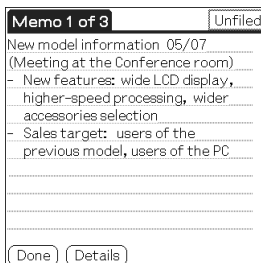 Memo 1 of 3
Unfiled
New model information 05/07
(Meeting at the Conference room)
- New features: wide LCD display,
higher-speed processing, wider
accessories selection
- Sales target: users of the
previous model, users of the PC
Done
Details